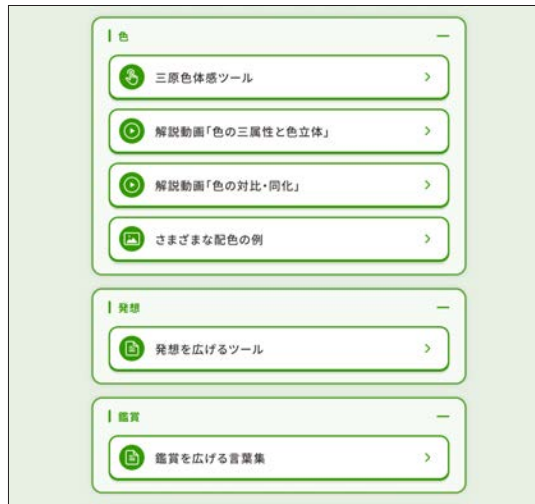 色
三原色体感ツール
解説動画「色の三属性と色立体」
解説動画「色の対比・同化」
さまざまな配色の例
発想
発想を広げるツール
鑑賞
鑑賞を広げる言葉集